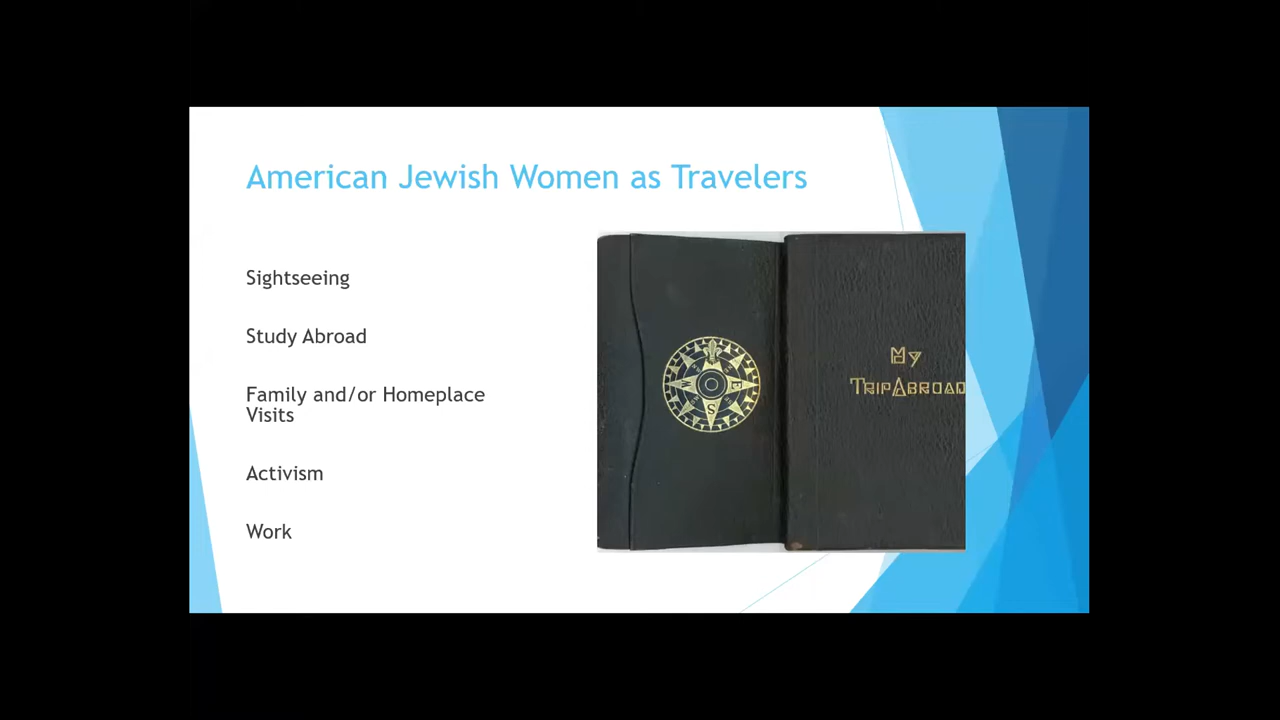 American Jewish Women as Travelers
Sightseeing
Study Abroad
Family and/or Homeplace
Visits
Activism
Work
W
E
S
My
TripAbroad